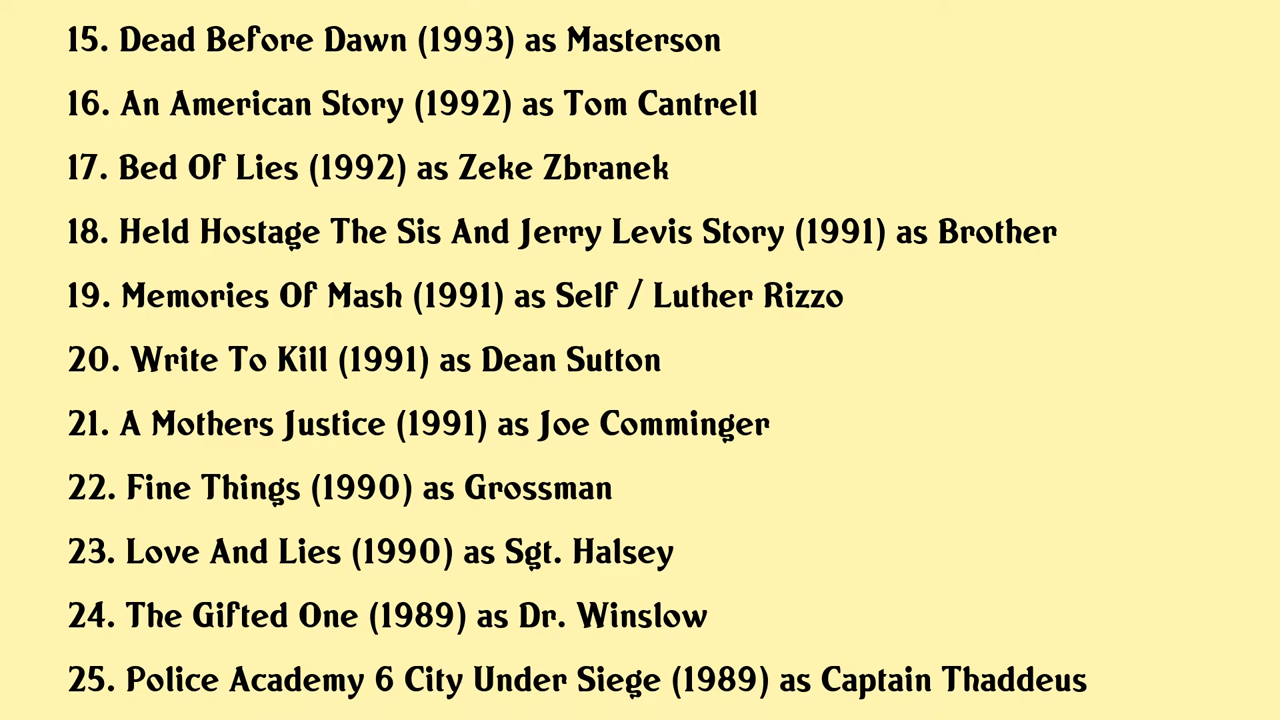 15. Dead Before Dawn (1993) as Masterson
16. An American Story (1992) as Tom Cantrell
17. Bed Of Lies (1992) as Zeke Zbranek
18. Held Hostage The Sis And Jerry Levis Story (1991) as Brother
19. Memories Of Mash (1991) as Self / Luther Rizzo
20. Write To Kill (1991) as Dean Sutton
21. A Mothers Justice (1991) as Joe Comminger
22. Fine Things (1990) as Grossman
23. Love And Lies (1990) as Sgt. Halsey
24. The Gifted One (1989) as Dr. Winslow
25. Police Academy 6 City Under Siege (1989) as Captain Thaddeus